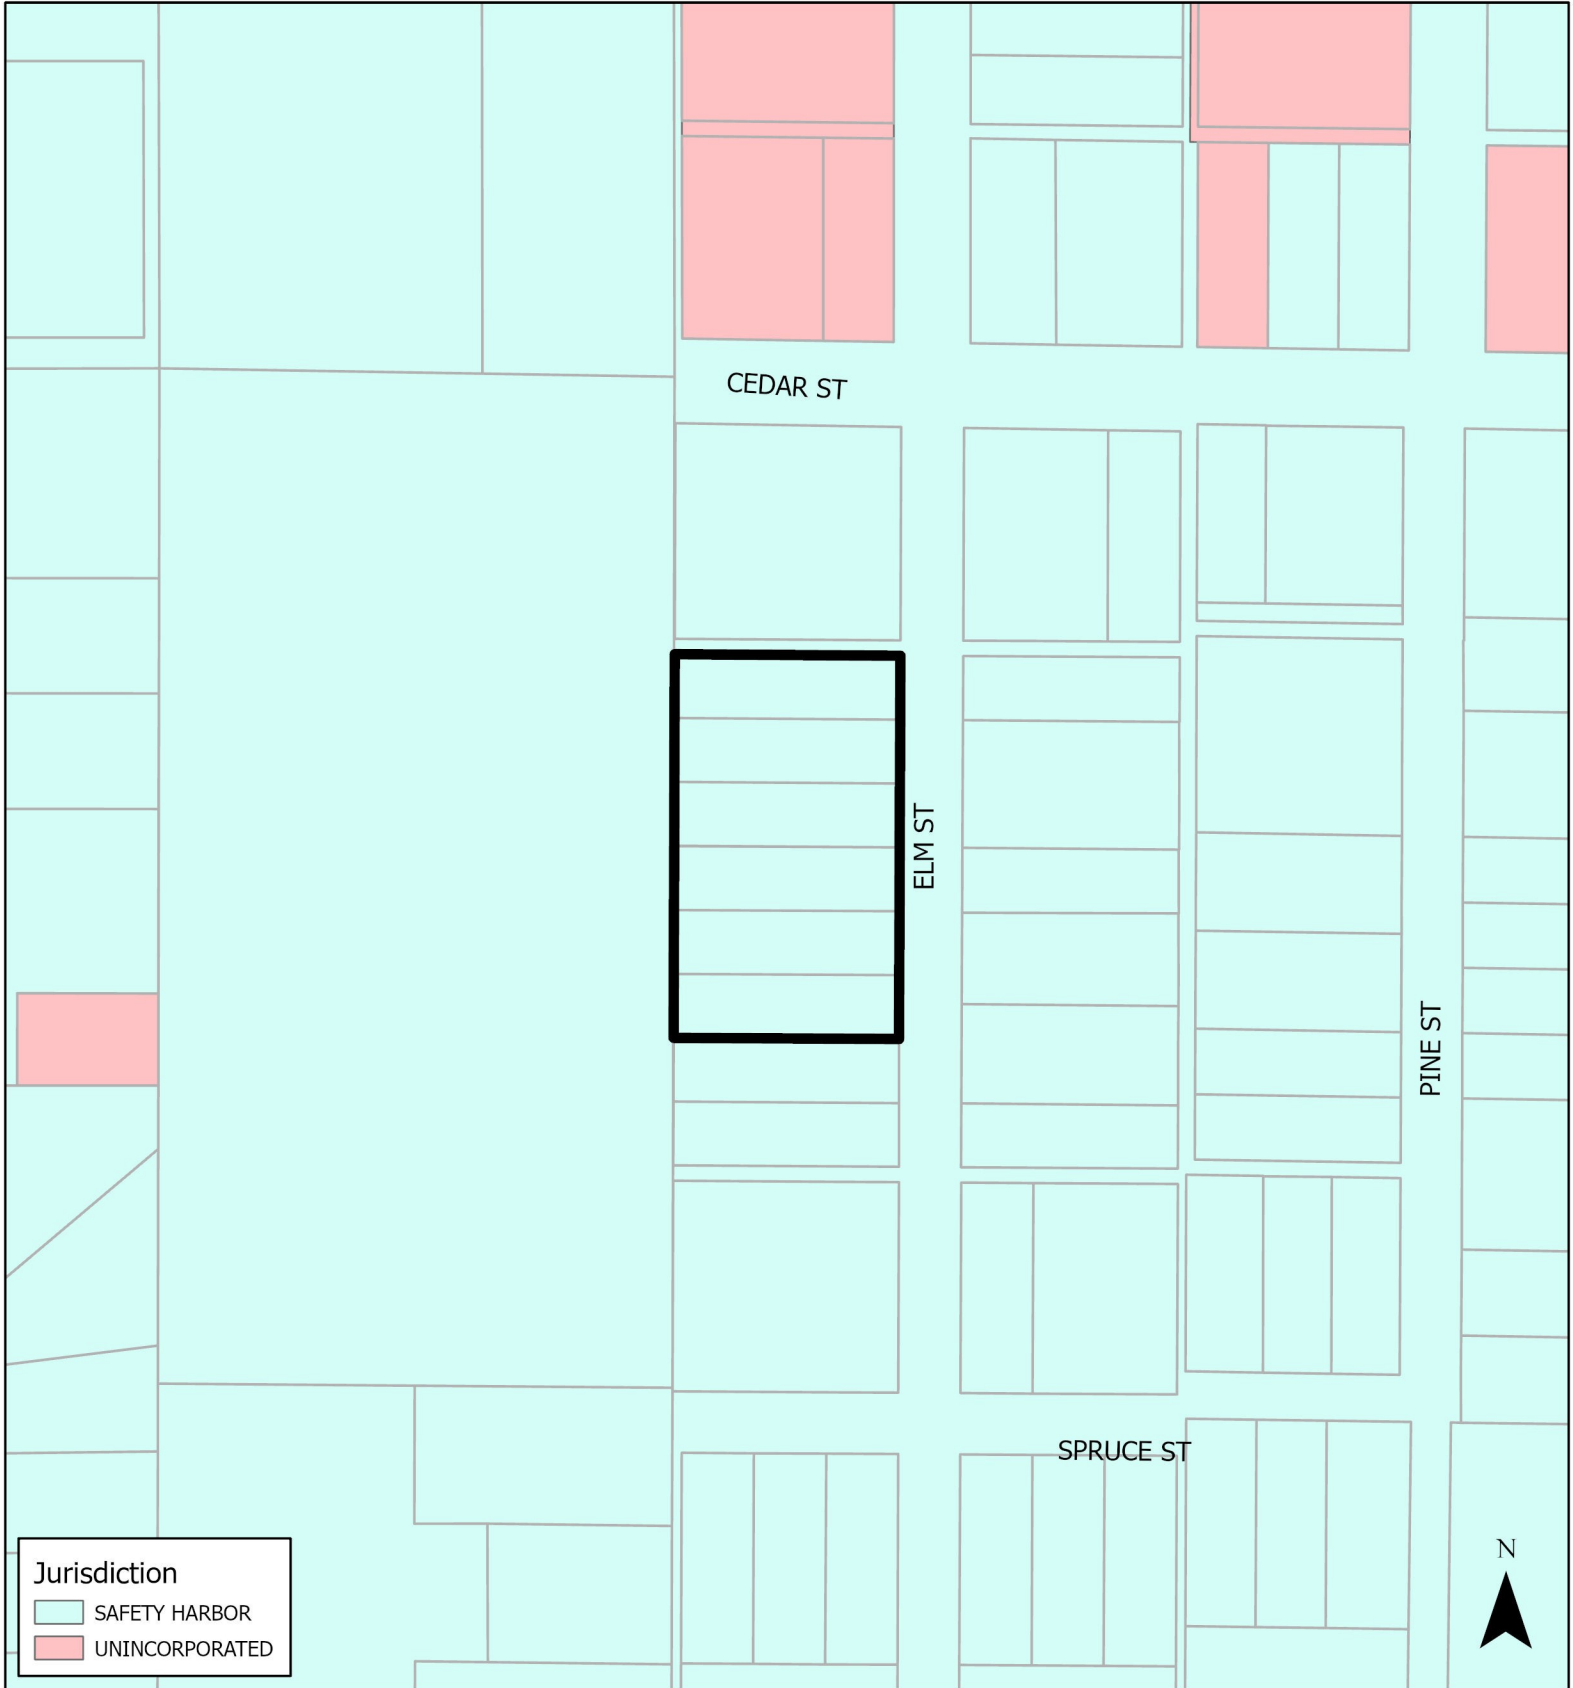 CEDAR ST
ELM ST
PINE ST
SPRUCE ST
N
Jurisdiction
SAFETY HARBOR
UNINCORPORATED